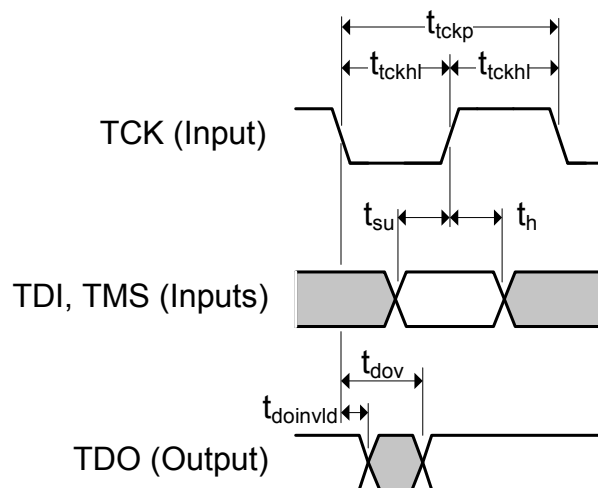 ttckp
ttckhl ttckhl
TCK (Input)
tsu th
TDI, TMS (Inputs)
tdov
tdoinvld
TDO (Output)